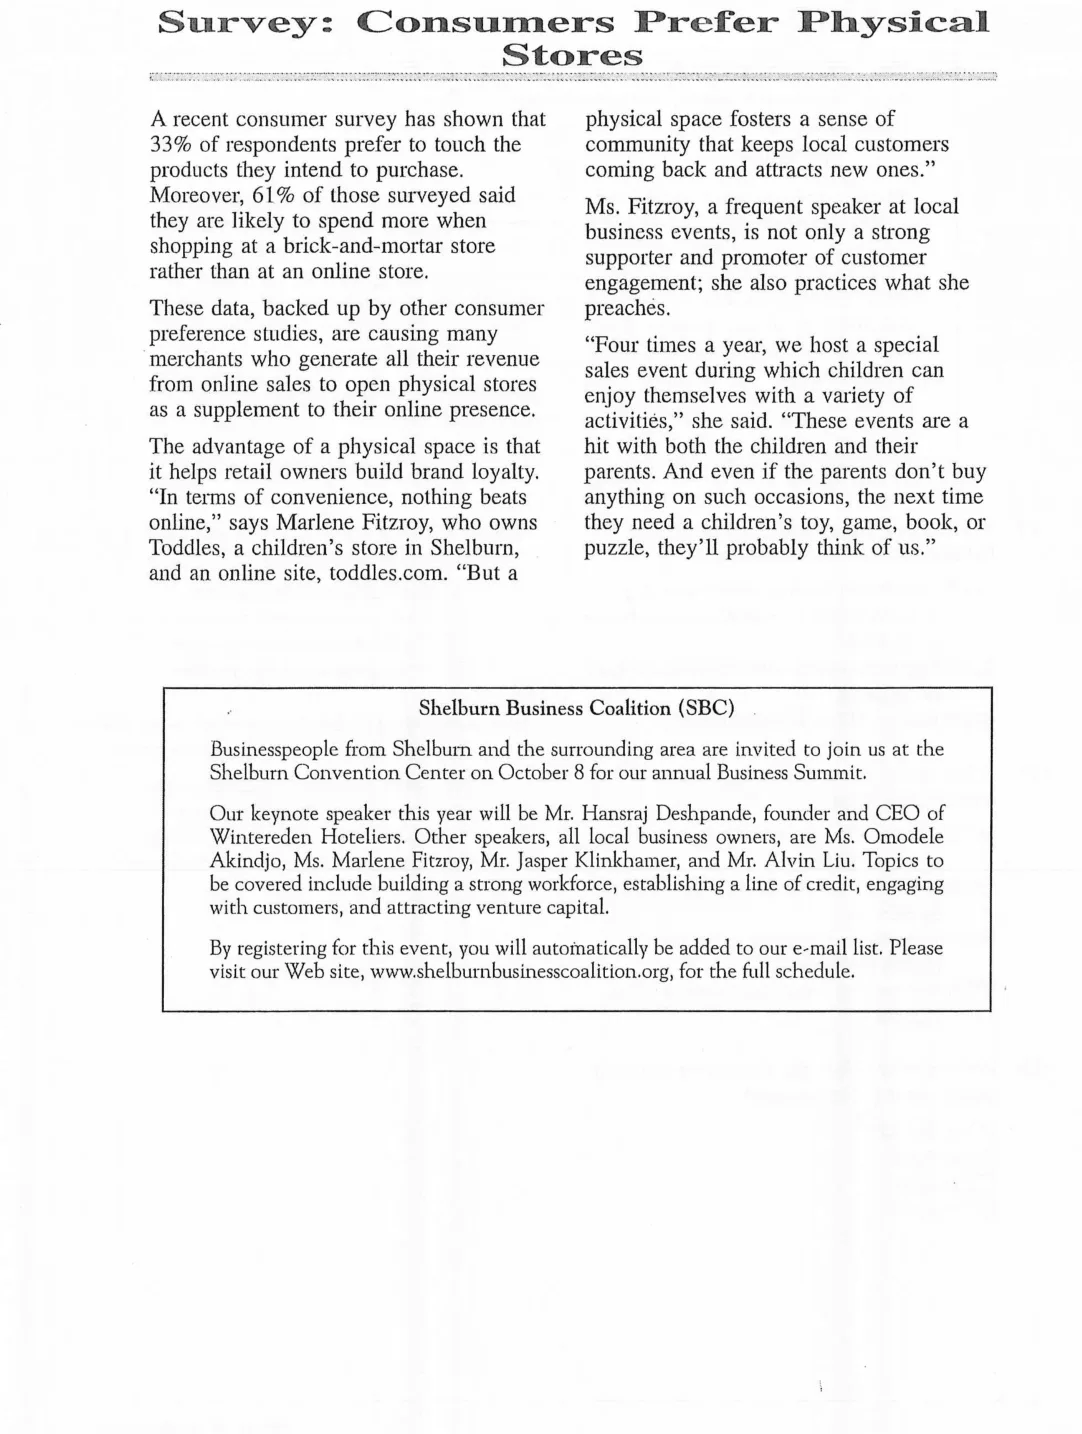 Survey: Consumers Prefer Physical
Stores
A recent consumer survey has shown that
33% of respondents prefer to touch the
products they intend to purchase.
Moreover, 61% of those surveyed said
they are likely to spend more when
shopping at a brick-and-mortar store
rather than at an online store.
These data, backed up by other consumer
preference studies, are causing many
merchants who generate all their revenue
from online sales to open physical stores
as a supplement to their online presence.
The advantage of a physical space is that
it helps retail owners build brand loyalty.
“In terms of convenience, nothing beats
online,” says Marlene Fitzroy, who owns
Toddles, a children’s store in Shelburn,
and an online site, toddles.com. “But a
physical space fosters a sense of
community that keeps local customers
coming back and attracts new ones.”
Ms. Fitzroy, a frequent speaker at local
business events, is not only a strong
supporter and promoter of customer
engagement; she also practices what she
preaches.
“Four times a year, we host a special
sales event during which children can
enjoy themselves with a variety of
activities,” she said. “These events are a
hit with both the children and their
parents. And even if the parents don’t buy
anything on such occasions, the next time
they need a children’s toy, game, book, or
puzzle, they’ll probably think of us.”
Shelburn Business Coalition (SBC)
Businesspeople from Shelburn and the surrounding area are invited to join us at the
Shelburn Convention Center on October 8 for our annual Business Summit.
Our keynote speaker this year will be Mr. Hansraj Deshpande, founder and CEO of
Wintereden Hoteliers. Other speakers, all local business owners, are Ms. Omodele
Akindjo, Ms. Marlene Fitzroy, Mr. Jasper Klinkhamer, and Mr. Alvin Liu. Topics to
be covered include building a strong workforce, establishing a line of credit, engaging
with customers, and attracting venture capital.
By registering for this event, you will automatically be added to our e-mail list. Please
visit our Web site, www.shelburnbusinesscoalition.org, for the full schedule.